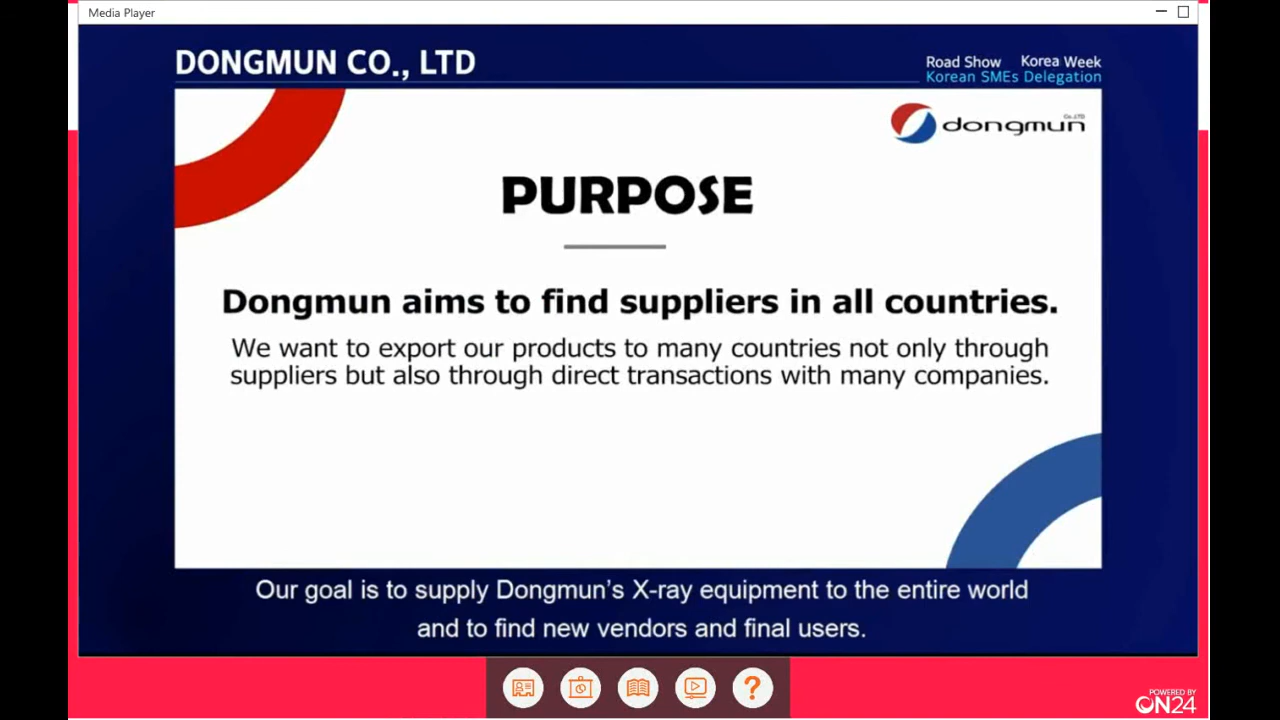 Media Player
DONGMUN CO., LTD
Road Show Korea Week
Korean SMEs Delegation
Co.,LTD
dongmun
PURPOSE
Dongmun aims to find suppliers in all countries.
We want to export our products to many countries not only through
suppliers but also through direct transactions with many companies.
Our goal is to supply Dongmun's X-ray equipment to the entire world
and to find new vendors and final users.
?
POWERED BY
ON24